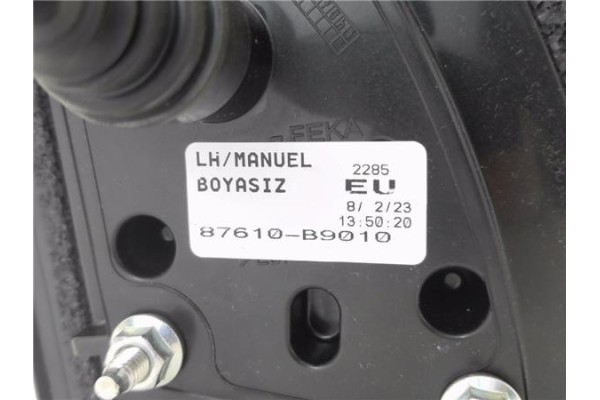 LH/MANUEL
2285
BOYASIZ
EU
8/ 2/23
13:50:20
87610-B9010